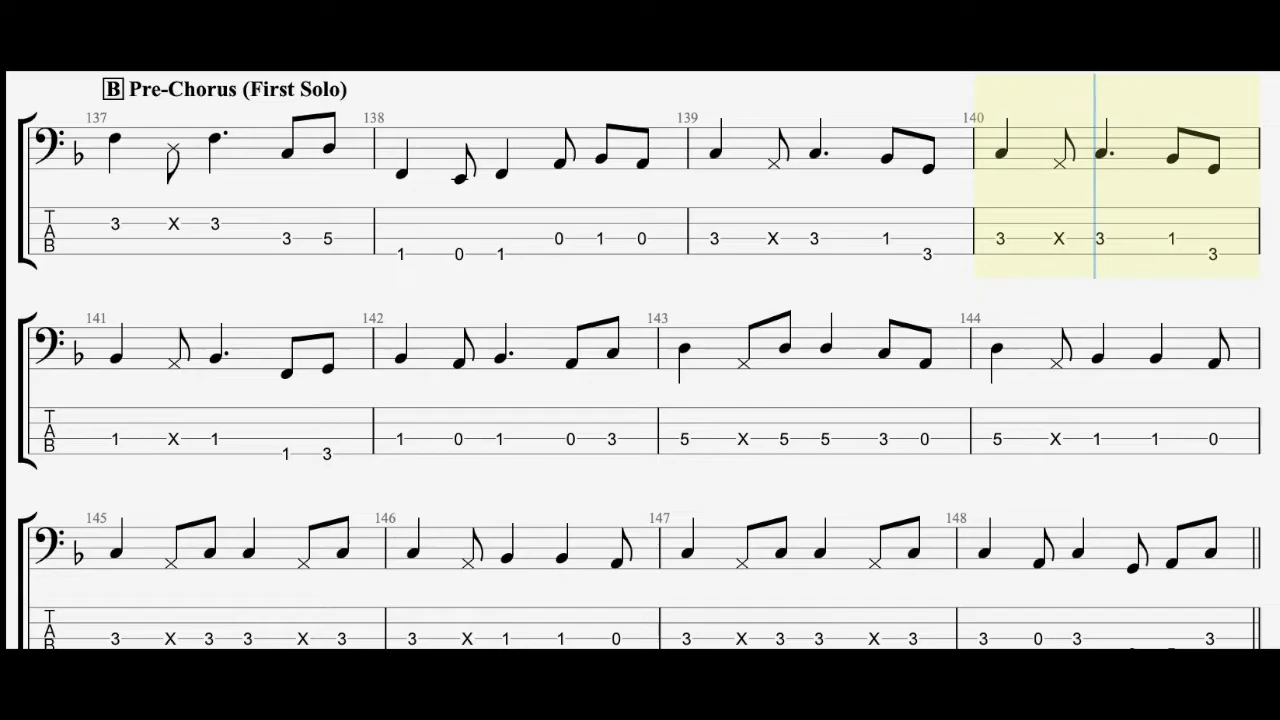 B Pre-Chorus (First Solo)
137 138 139 140
T 3 X 3 3 X 3 1 3 X 3 1
A 3 5 0 1 0
B 1 0 1 3 3
141 142 143 144
T
A 1 X 1 1 0 1 0 3 5 X 5 5 3 0 5 X 1 1 0
B 1 3
145 146 147 148
T
A 3 X 3 3 X 3 3 X 1 1 0 3 X 3 3 X 3 3 0 3 3